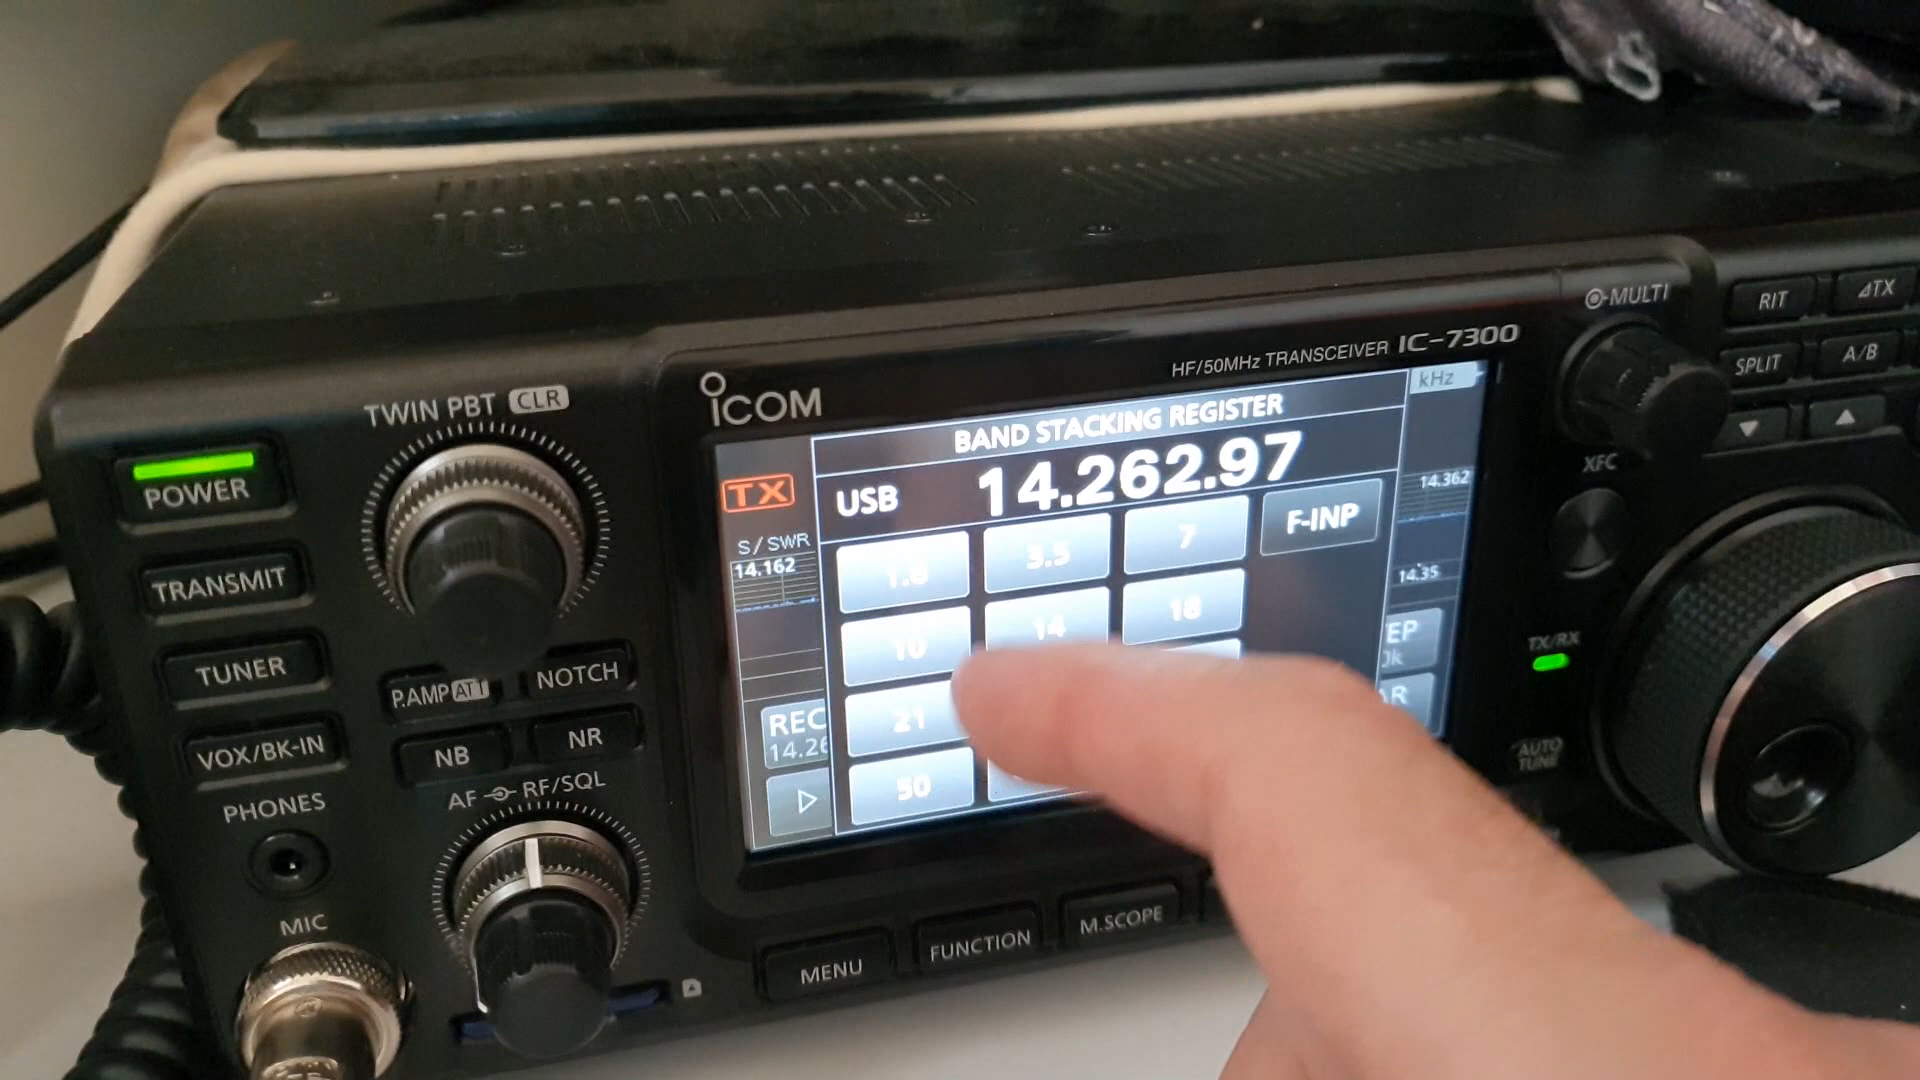 TWIN PBT CLR
POWER
TRANSMIT
TUNER
VOX/BK-IN
P.AMP ATT
NOTCH
NB
NR
PHONES
AF RF/SQL
MIC
ICOM
HF/50MHz TRANSCEIVER IC-7300
BAND STACKING REGISTER
kHz
TX
USB 14.262.97
S/SWR
14.162
14.362
1.8 3.5 7 F-INP
10 14 18
21
50
14.35
REC
MENU
FUNCTION
M.SCOPE
MULTI
RIT
ΔTX
SPLIT
A/B
XFC
TX/RX
AUTO
TUNE